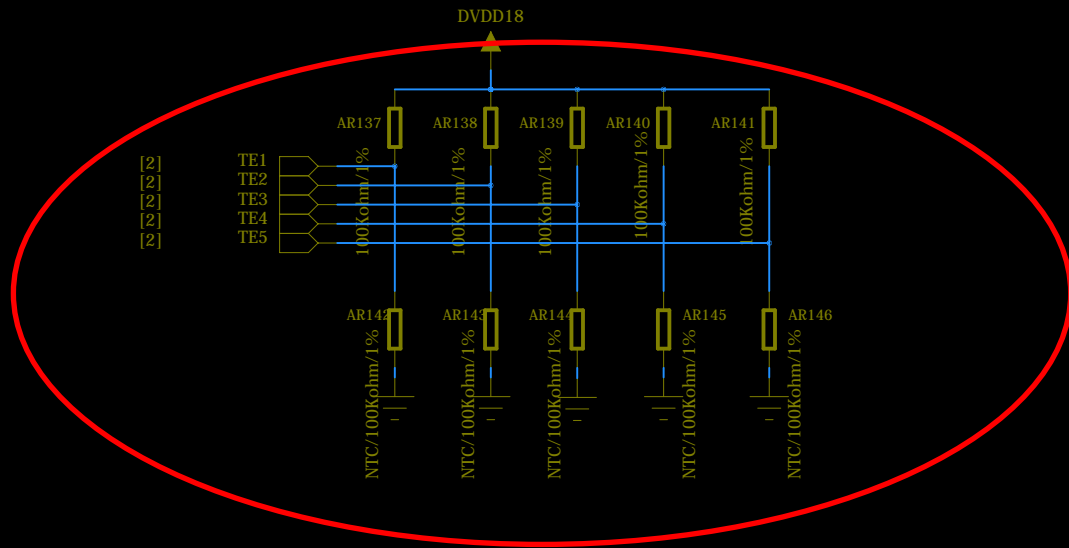 DVDD18
AR137 AR138 AR139 AR140 AR141
100Kohm/1% 100Kohm/1% 100Kohm/1% 100Kohm/1% 100Kohm/1%
[2] TE1
[2] TE2
[2] TE3
[2] TE4
[2] TE5
AR142 AR143 AR144 AR145 AR146
NTC/100Kohm/1% NTC/100Kohm/1% NTC/100Kohm/1% NTC/100Kohm/1% NTC/100Kohm/1%